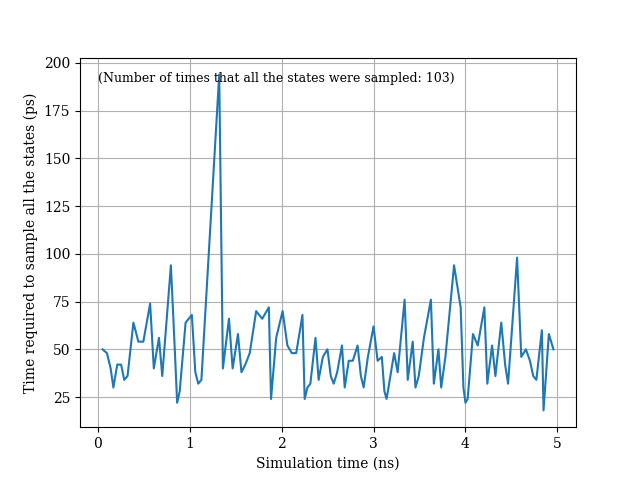 200
(Number of times that all the states were sampled: 103)
175
150
125
100
75
50
25
Time required to sample all the states (ps)
0 1 2 3 4 5
Simulation time (ns)